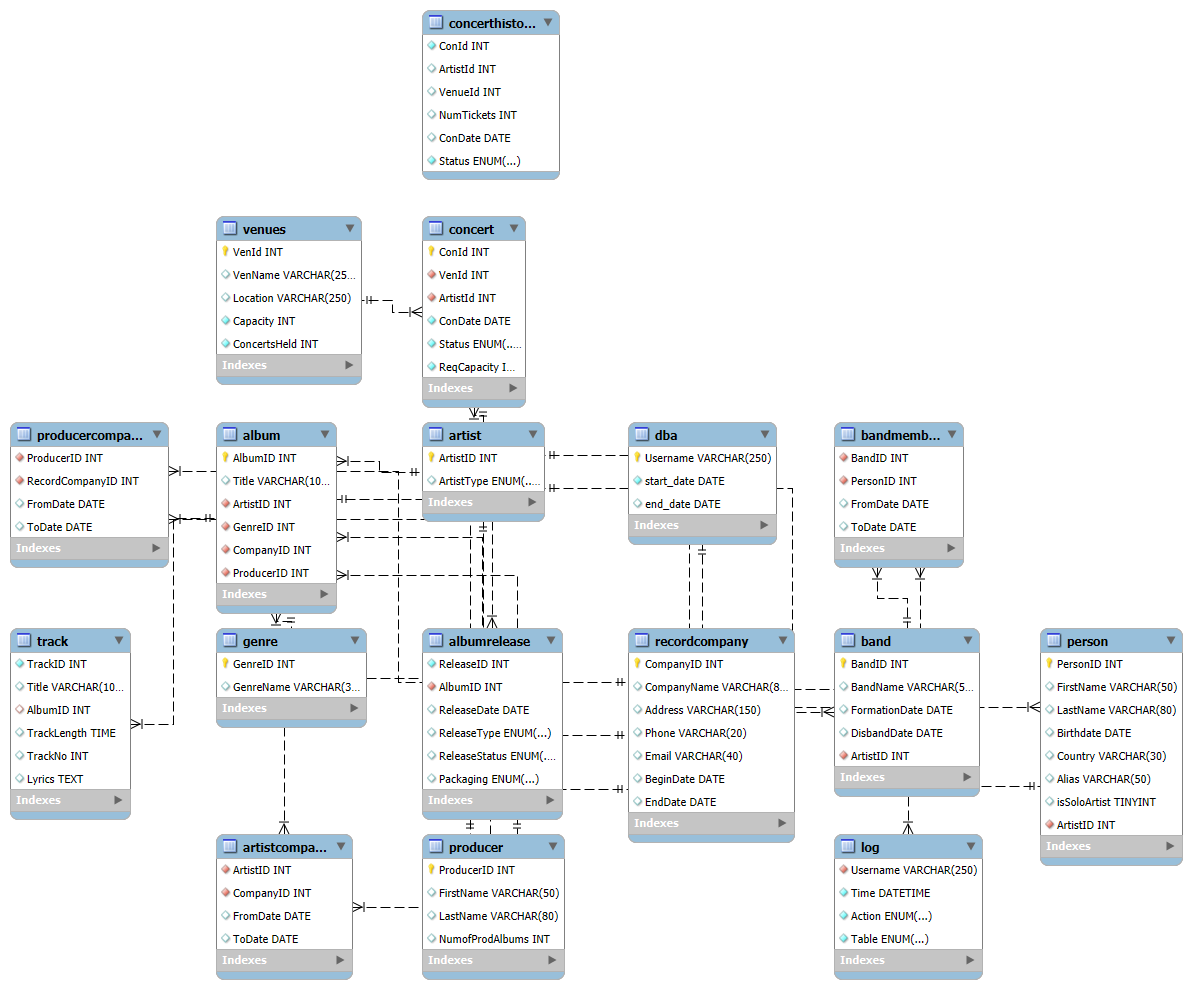 concerthisto...
ConId INT
ArtistId INT
VenueId INT
NumTickets INT
ConDate DATE
Status ENUM(...)
venues
VenId INT
VenName VARCHAR(25...
Location VARCHAR(250)
Capacity INT
ConcertsHeld INT
Indexes
concert
ConId INT
VenId INT
ArtistId INT
ConDate DATE
Status ENUM(...
ReqCapacity I...
Indexes
producercompa...
ProducerID INT
RecordCompanyID INT
FromDate DATE
ToDate DATE
Indexes
album
AlbumID INT
Title VARCHAR(10...
ArtistID INT
GenreID INT
CompanyID INT
ProducerID INT
Indexes
artist
ArtistID INT
ArtistType ENUM(...
Indexes
dba
Username VARCHAR(250)
start_date DATE
end_date DATE
Indexes
bandmemb...
BandID INT
PersonID INT
FromDate DATE
ToDate DATE
Indexes
track
TrackID INT
Title VARCHAR(10...
AlbumID INT
TrackLength TIME
TrackNo INT
Lyrics TEXT
Indexes
genre
GenreID INT
GenreName VARCHAR(3...
Indexes
albumrelease
ReleaseID INT
AlbumID INT
ReleaseDate DATE
ReleaseType ENUM(...)
ReleaseStatus ENUM(...
Packaging ENUM(...)
Indexes
recordcompany
CompanyID INT
CompanyName VARCHAR(8...
Address VARCHAR(150)
Phone VARCHAR(20)
Email VARCHAR(40)
BeginDate DATE
EndDate DATE
Indexes
band
BandID INT
BandName VARCHAR(5...
FormationDate DATE
DisbandDate DATE
ArtistID INT
Indexes
person
PersonID INT
FirstName VARCHAR(50)
LastName VARCHAR(80)
Birthdate DATE
Country VARCHAR(30)
Alias VARCHAR(50)
isSoloArtist TINYINT
ArtistID INT
Indexes
artistcompa...
ArtistID INT
CompanyID INT
FromDate DATE
ToDate DATE
Indexes
producer
ProducerID INT
FirstName VARCHAR(50)
LastName VARCHAR(80)
NumofProdAlbums INT
Indexes
log
Username VARCHAR(250)
Time DATETIME
Action ENUM(...)
Table ENUM(...)
Indexes